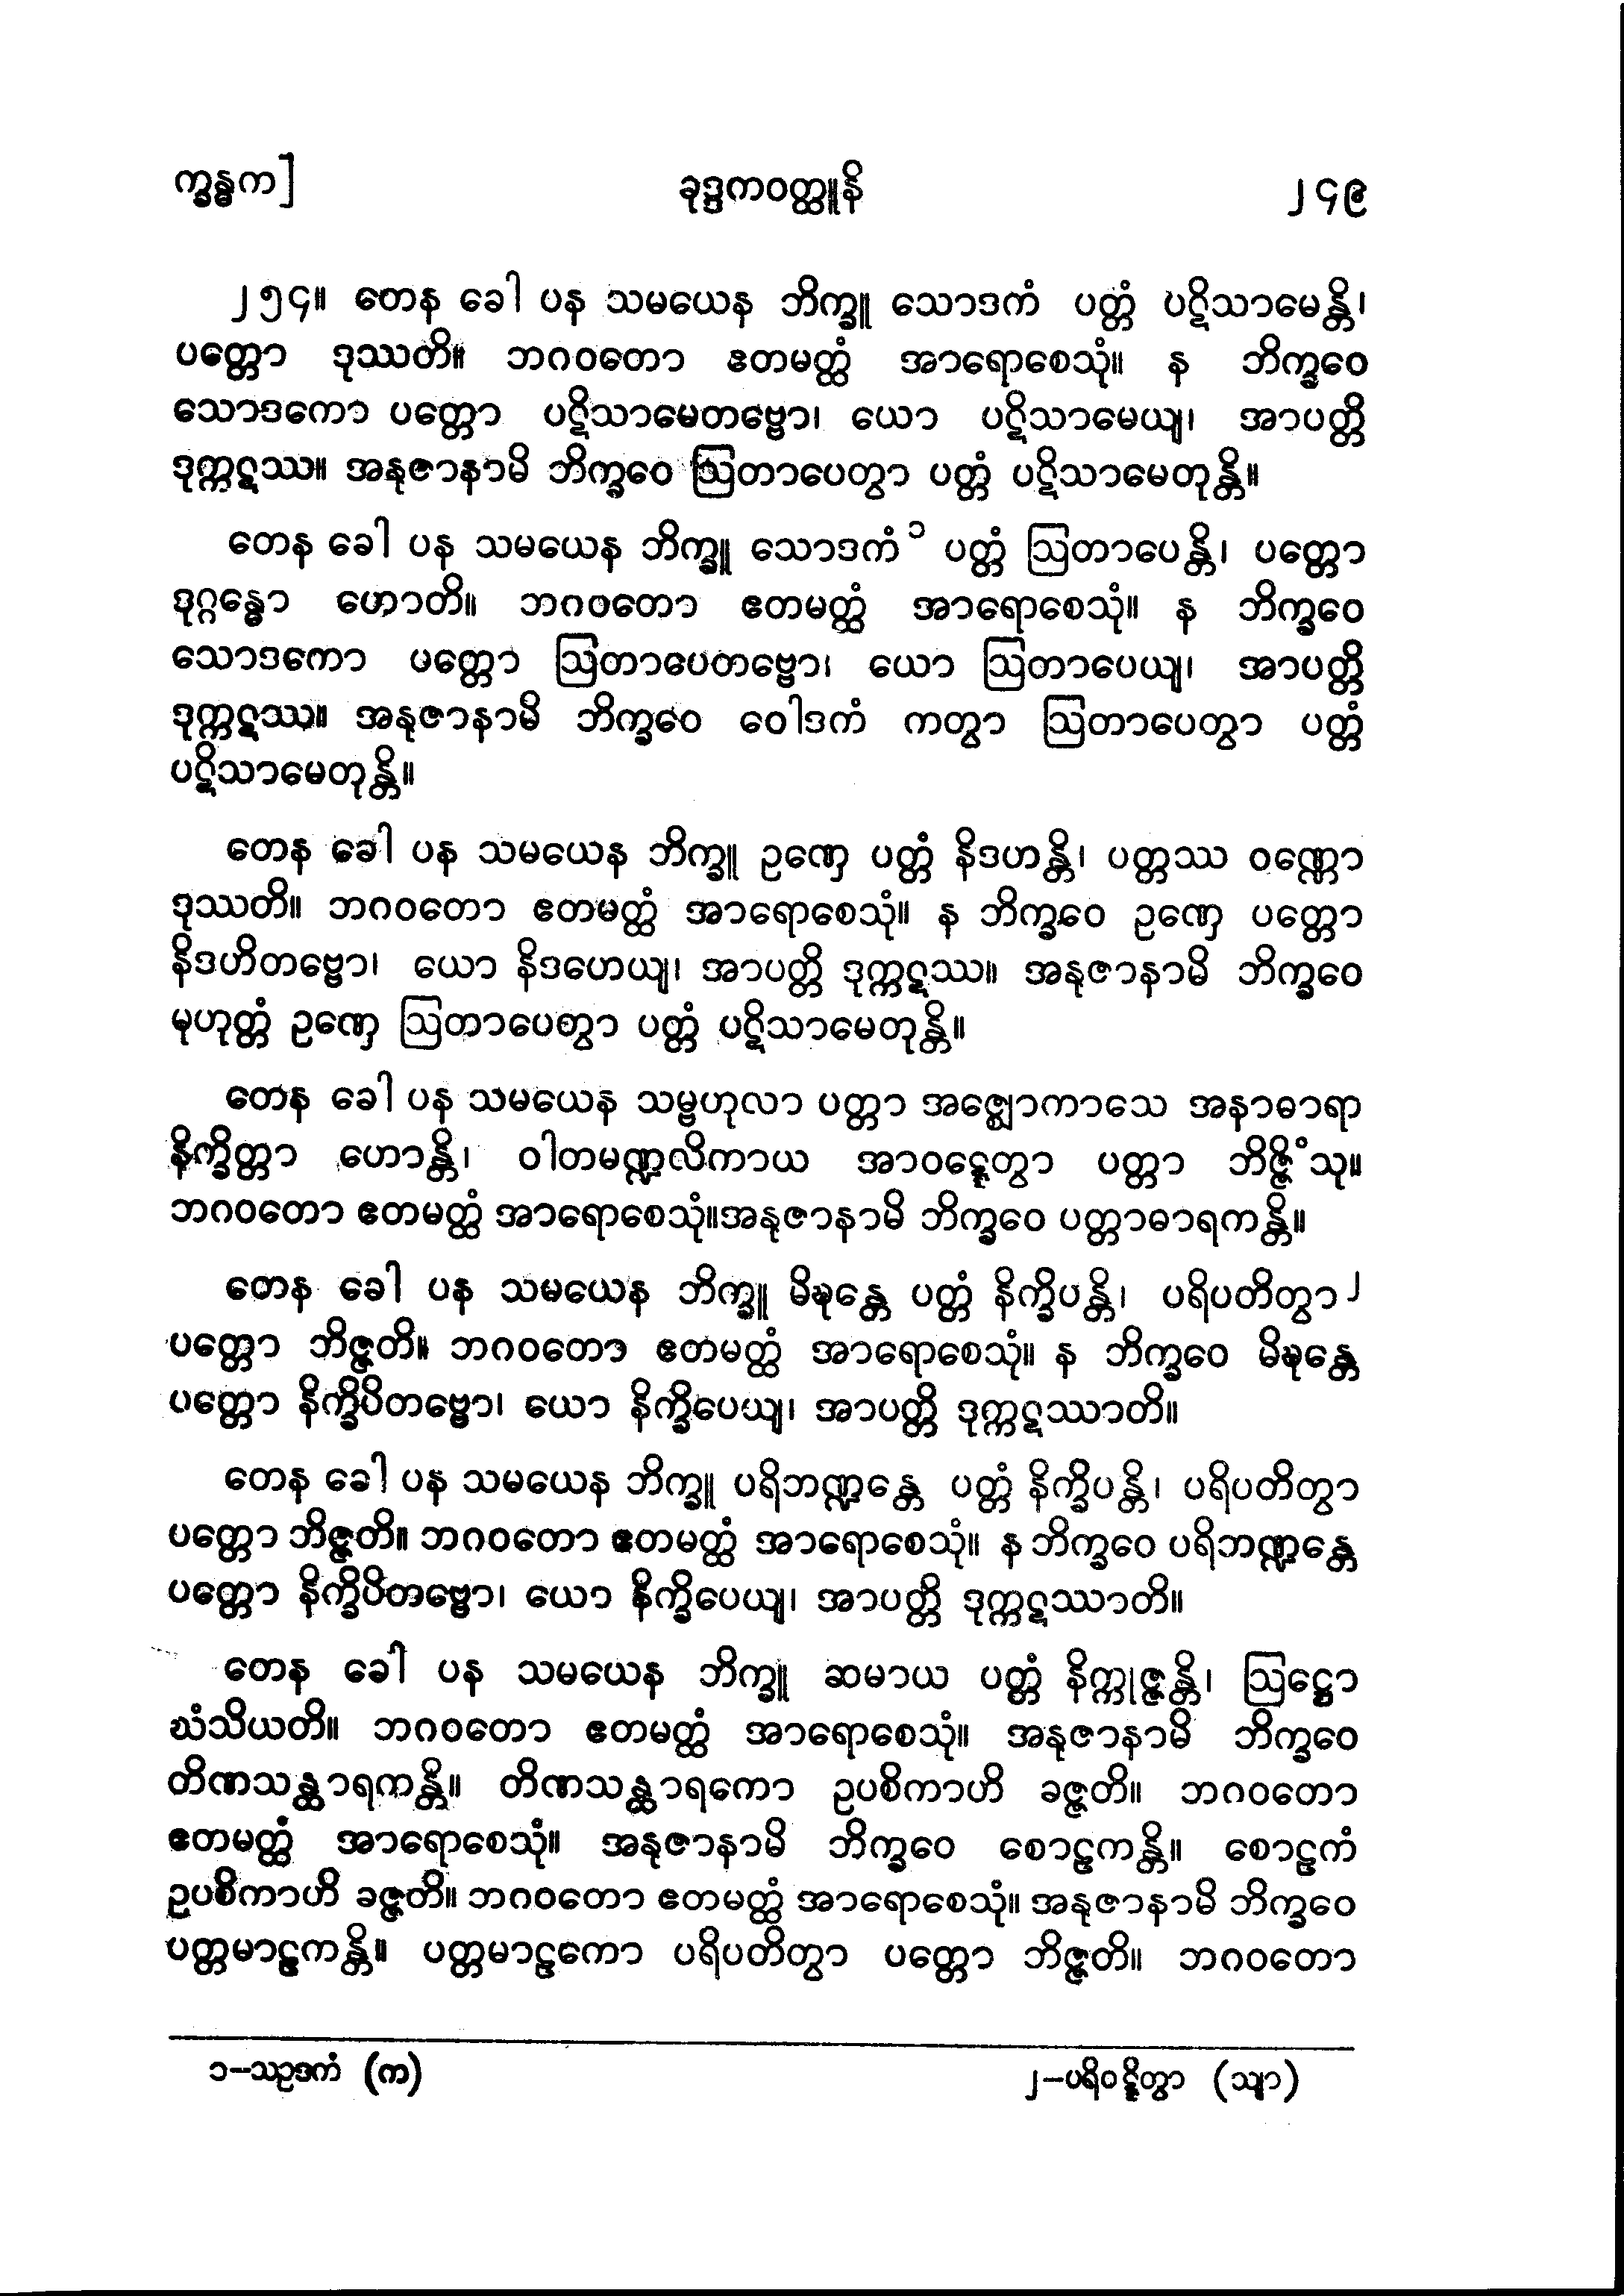 က္ခန္ဓက]
ခုဒ္ဒကဝတ္ထူနိ
၂၄၉
၂၅၄။ တေန ခေါ ပန သမယေန ဘိက္ခူ သောဒကံ ပတ္တံ ပဋိသာမေန္တိ၊
ပတ္တော ဒုဿတိ။ ဘဂဝတော ဧတမတ္ထံ အာရောစေသုံ။ န ဘိက္ခဝေ
သောဒကော ပတ္တော ပဋိသာမေတဗ္ဗော၊ ယော ပဋိသာမေယျ၊ အာပတ္တိ
ဒုက္ကဋဿ။ အနုဇာနာမိ ဘိက္ခဝေ ဩတာပေတွာ ပတ္တံ ပဋိသာမေတုန္တိ။
တေန ခေါ ပန သမယေန ဘိက္ခူ သောဒကံ ၁ ပတ္တံ ဩတာပေန္တိ၊ ပတ္တော
ဒုဂ္ဂန္ဓော ဟောတိ။ ဘဂဝတော ဧတမတ္ထံ အာရောစေသုံ။ န ဘိက္ခဝေ
သောဒကော ပတ္တော ဩတာပေတဗ္ဗော၊ ယော ဩတာပေယျ၊ အာပတ္တိ
ဒုက္ကဋဿ။ အနုဇာနာမိ ဘိက္ခဝေ ဝေါဒကံ ကတွာ ဩတာပေတွာ ပတ္တံ
ပဋိသာမေတုန္တိ။
တေန ခေါ ပန သမယေန ဘိက္ခူ ဥဏှေ ပတ္တံ နိဒဟန္တိ၊ ပတ္တဿ ဝဏ္ဏော
ဒုဿတိ။ ဘဂဝတော ဧတမတ္ထံ အာရောစေသုံ။ န ဘိက္ခဝေ ဥဏှေ ပတ္တော
နိဒဟိတဗ္ဗော၊ ယော နိဒဟေယျ၊ အာပတ္တိ ဒုက္ကဋဿ။ အနုဇာနာမိ ဘိက္ခဝေ
မုဟုတ္တံ ဥဏှေ ဩတာပေတွာ ပတ္တံ ပဋိသာမေတုန္တိ။
တေန ခေါ ပန သမယေန သမ္ဗဟုလာ ပတ္တာ အဇ္ဈောကာသေ အနာဓာရာ
နိက္ခိတ္တာ ဟောန္တိ၊ ဝါတမဏ္ဍလိကာယ အာဝဋ္ဋေတွာ ပတ္တာ ဘိဇ္ဇိံသု။
ဘဂဝတော ဧတမတ္ထံ အာရောစေသုံ။အနုဇာနာမိ ဘိက္ခဝေ ပတ္တာဓာရကန္တိ။
တေန ခေါ ပန သမယေန ဘိက္ခူ မိဍ္ဎန္တေ ပတ္တံ နိက္ခိပန္တိ၊ ပရိပတိတွာ ၂
ပတ္တော ဘိဇ္ဇတိ။ ဘဂဝတော ဧတမတ္ထံ အာရောစေသုံ။ န ဘိက္ခဝေ မိဍ္ဎန္တေ
ပတ္တော နိက္ခိပိတဗ္ဗော၊ ယော နိက္ခိပေယျ၊ အာပတ္တိ ဒုက္ကဋဿာတိ။
တေန ခေါ ပန သမယေန ဘိက္ခူ ပရိဘဏ္ဍန္တေ ပတ္တံ နိက္ခိပန္တိ၊ ပရိပတိတွာ
ပတ္တော ဘိဇ္ဇတိ။ ဘဂဝတော ဧတမတ္ထံ အာရောစေသုံ။ န ဘိက္ခဝေ ပရိဘဏ္ဍန္တေ
ပတ္တော နိက္ခိပိတဗ္ဗော၊ ယော နိက္ခိပေယျ၊ အာပတ္တိ ဒုက္ကဋဿာတိ။
တေန ခေါ ပန သမယေန ဘိက္ခူ ဆမာယ ပတ္တံ နိက္ကုဇ္ဇန္တိ၊ ဩဋ္ဌော
ဃံသိယတိ။ ဘဂဝတော ဧတမတ္ထံ အာရောစေသုံ။ အနုဇာနာမိ ဘိက္ခဝေ
တိဏသန္ထာရကန္တိ။ တိဏသန္ထာရကော ဥပစိကာဟိ ခဇ္ဇတိ။ ဘဂဝတော
ဧတမတ္ထံ အာရောစေသုံ။ အနုဇာနာမိ ဘိက္ခဝေ စောဠကန္တိ။ စောဠကံ
ဥပစိကာဟိ ခဇ္ဇတိ။ ဘဂဝတော ဧတမတ္ထံ အာရောစေသုံ။ အနုဇာနာမိ ဘိက္ခဝေ
ပတ္တမာဠကန္တိ။ ပတ္တမာဠကော ပရိပတိတွာ ပတ္တော ဘိဇ္ဇတိ။ ဘဂဝတော
၁–သဥဒကံ (က)
၂–ပရိဝဋ္ဋိတွာ (သျာ)